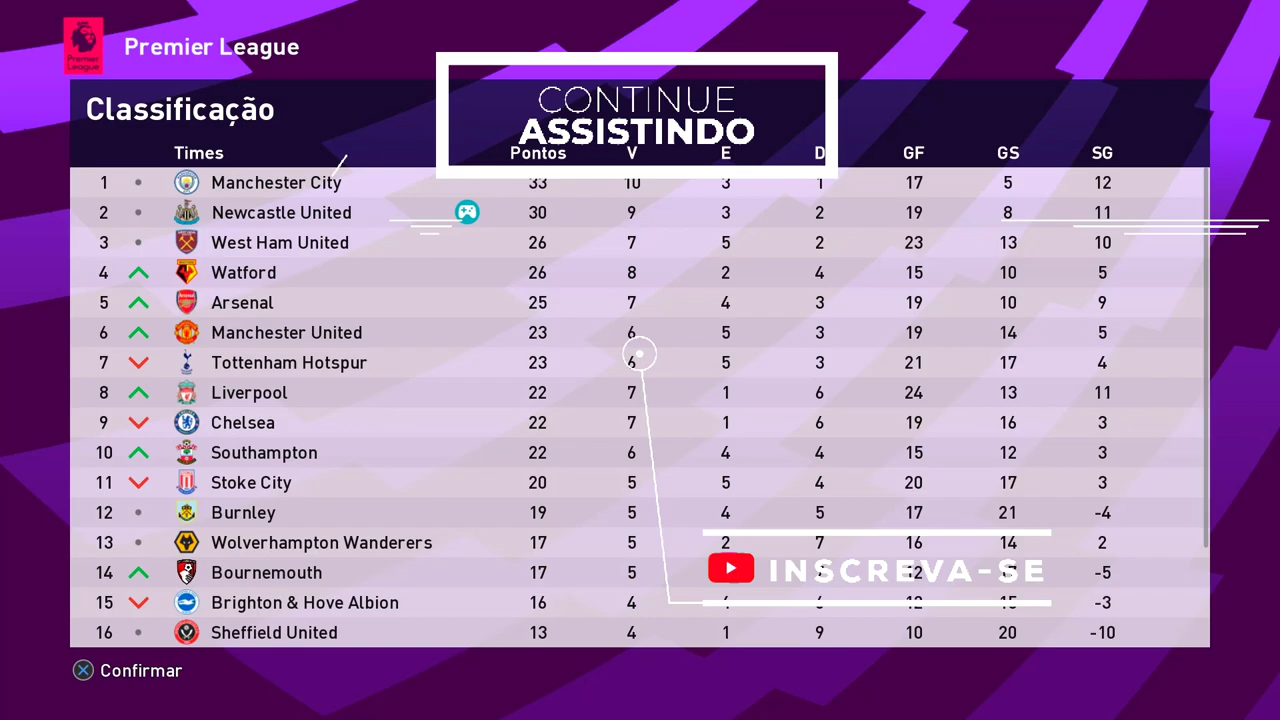 Premier League
Premier League
Classificação
CONTINUE
ASSISTINDO
Times Pontos V E D GF GS SG
1 Manchester City 33 10 3 1 17 5 12
2 Newcastle United 30 9 3 2 19 8 11
3 West Ham United 26 7 5 2 23 13 10
4 Watford 26 8 2 4 15 10 5
5 Arsenal 25 7 4 3 19 10 9
6 Manchester United 23 6 5 3 19 14 5
7 Tottenham Hotspur 23 6 5 3 21 17 4
8 Liverpool 22 7 1 6 24 13 11
9 Chelsea 22 7 1 6 19 16 3
10 Southampton 22 6 4 4 15 12 3
11 Stoke City 20 5 5 4 20 17 3
12 Burnley 19 5 4 5 17 21 -4
13 Wolverhampton Wanderers 17 5 2 7 16 14 2
14 Bournemouth 17 5 12 -5
INSCREVA-SE
15 Brighton & Hove Albion 16 4 12 15 -3
16 Sheffield United 13 4 1 9 10 20 -10
Confirmar